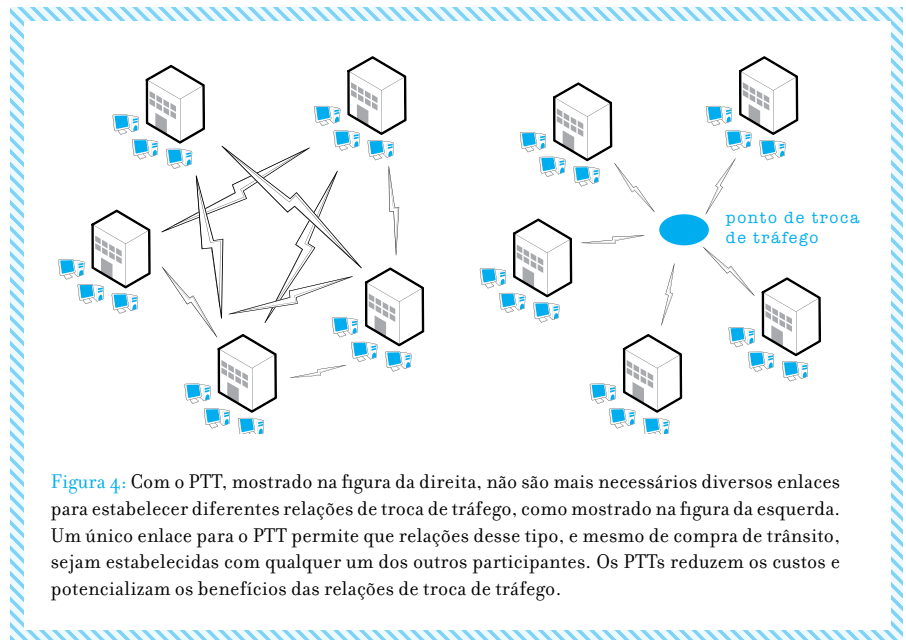 ponto de troca
de tráfego
Figura 4: Com o PTT, mostrado na figura da direita, não são mais necessários diversos enlaces
para estabelecer diferentes relações de troca de tráfego, como mostrado na figura da esquerda.
Um único enlace para o PTT permite que relações desse tipo, e mesmo de compra de trânsito,
sejam estabelecidas com qualquer um dos outros participantes. Os PTTs reduzem os custos e
potencializam os benefícios das relações de troca de tráfego.